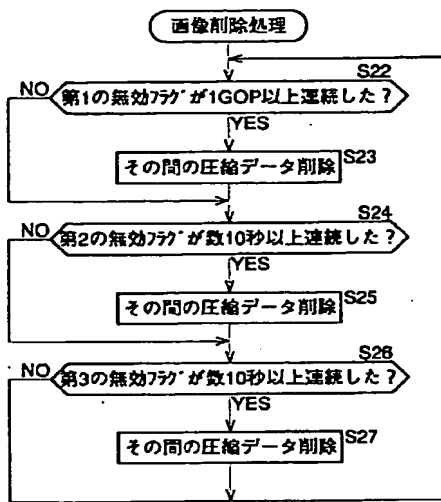 画像削除処理
S22
NO
第1の無効フラグが1GOP以上連続した?
YES
S23
その間の圧縮データ削除
S24
NO
第2の無効フラグが数10秒以上連続した?
YES
S25
その間の圧縮データ削除
S26
NO
第3の無効フラグが数10秒以上連続した?
YES
S27
その間の圧縮データ削除